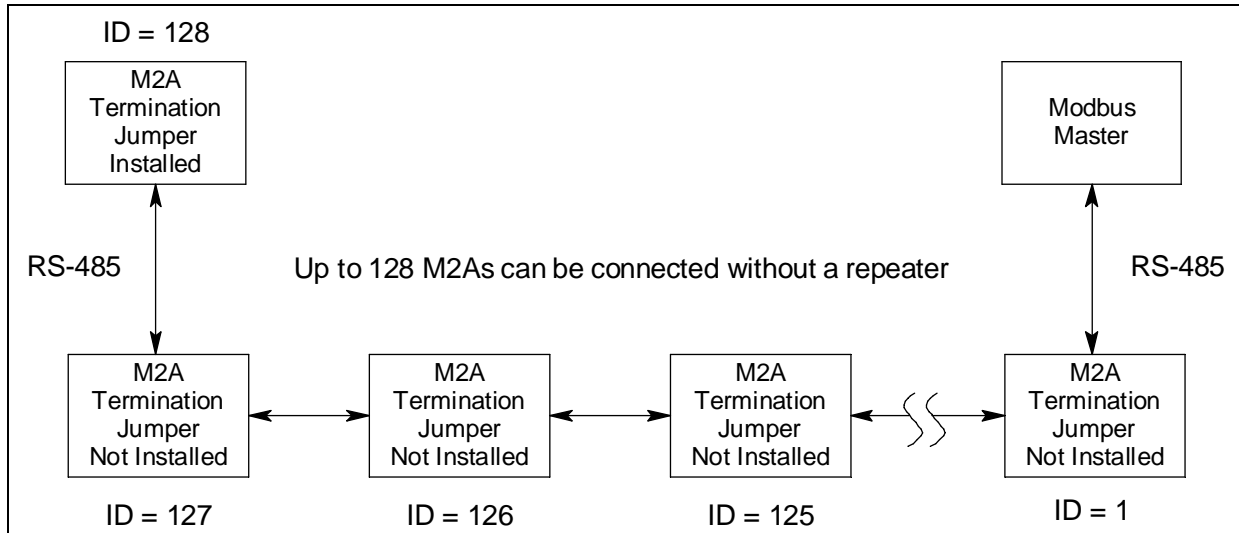 ID = 128
M2A
Termination
Jumper
Installed
Modbus
Master
RS-485
Up to 128 M2As can be connected without a repeater
RS-485
M2A
Termination
Jumper
Not Installed
M2A
Termination
Jumper
Not Installed
M2A
Termination
Jumper
Not Installed
M2A
Termination
Jumper
Not Installed
ID = 127
ID = 126
ID = 125
ID = 1